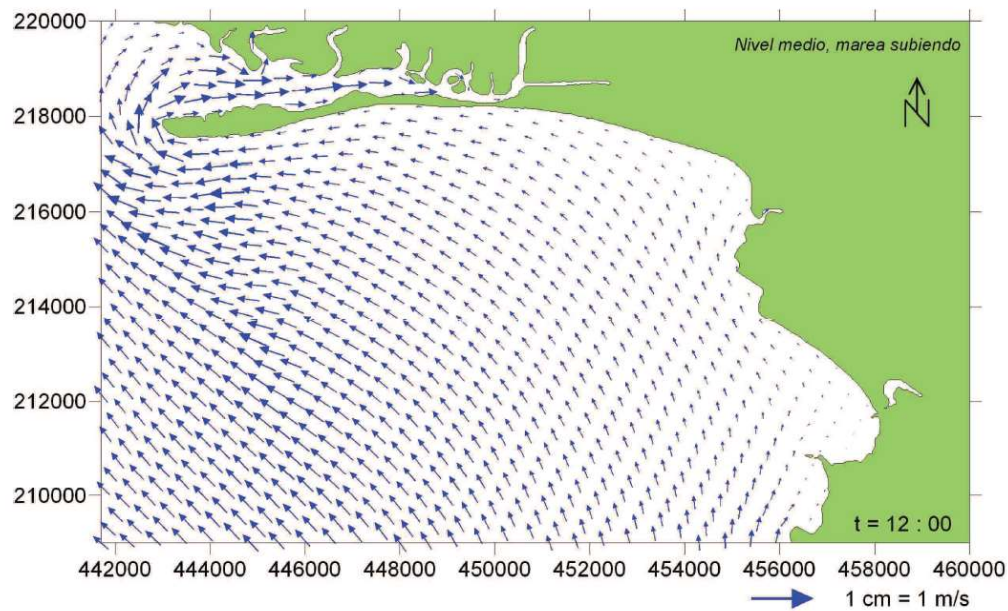 220000
218000
216000
214000
212000
210000
Nivel medio, marea subiendo
N
t = 12 : 00
442000 444000 446000 448000 450000 452000 454000 456000 458000 460000
1 cm = 1 m/s